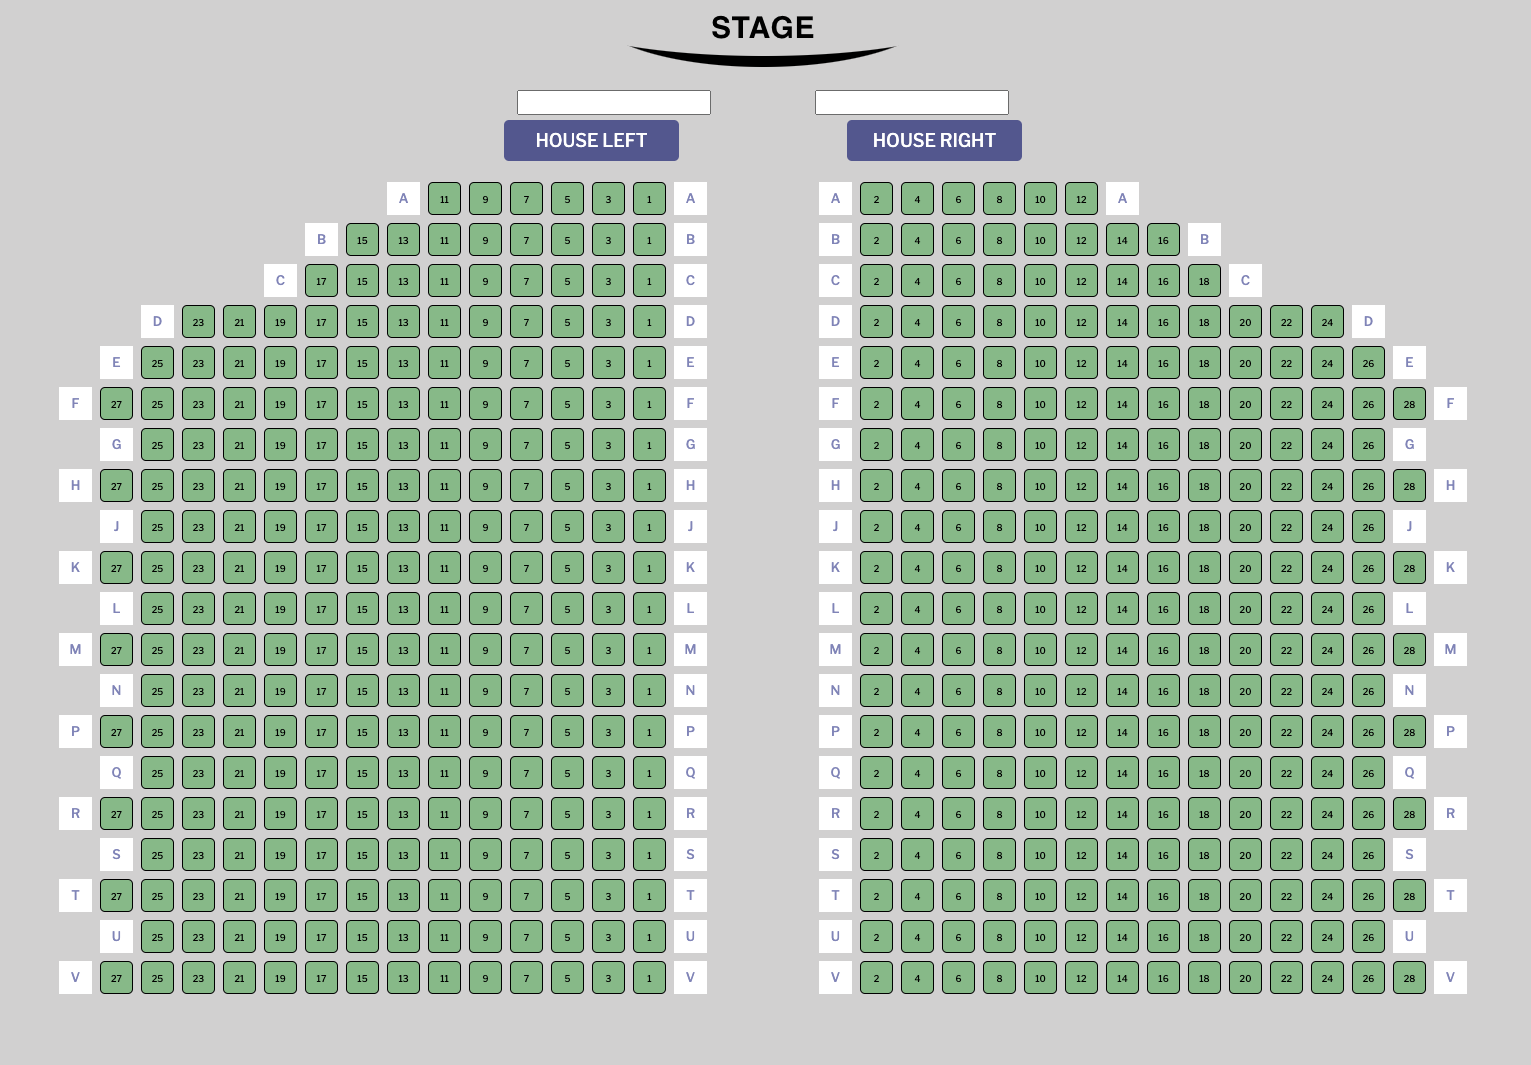 STAGE
HOUSE LEFT HOUSE RIGHT
A 11 9 7 5 3 1 A A 2 4 6 8 10 12 A
B 15 13 11 9 7 5 3 1 B B 2 4 6 8 10 12 14 16 B
C 17 15 13 11 9 7 5 3 1 C C 2 4 6 8 10 12 14 16 18 C
D 23 21 19 17 15 13 11 9 7 5 3 1 D D 2 4 6 8 10 12 14 16 18 20 22 24 D
E 25 23 21 19 17 15 13 11 9 7 5 3 1 E E 2 4 6 8 10 12 14 16 18 20 22 24 26 E
F 27 25 23 21 19 17 15 13 11 9 7 5 3 1 F F 2 4 6 8 10 12 14 16 18 20 22 24 26 28 F
G 25 23 21 19 17 15 13 11 9 7 5 3 1 G G 2 4 6 8 10 12 14 16 18 20 22 24 26 G
H 27 25 23 21 19 17 15 13 11 9 7 5 3 1 H H 2 4 6 8 10 12 14 16 18 20 22 24 26 28 H
J 25 23 21 19 17 15 13 11 9 7 5 3 1 J J 2 4 6 8 10 12 14 16 18 20 22 24 26 J
K 27 25 23 21 19 17 15 13 11 9 7 5 3 1 K K 2 4 6 8 10 12 14 16 18 20 22 24 26 28 K
L 25 23 21 19 17 15 13 11 9 7 5 3 1 L L 2 4 6 8 10 12 14 16 18 20 22 24 26 L
M 27 25 23 21 19 17 15 13 11 9 7 5 3 1 M M 2 4 6 8 10 12 14 16 18 20 22 24 26 28 M
N 25 23 21 19 17 15 13 11 9 7 5 3 1 N N 2 4 6 8 10 12 14 16 18 20 22 24 26 N
P 27 25 23 21 19 17 15 13 11 9 7 5 3 1 P P 2 4 6 8 10 12 14 16 18 20 22 24 26 28 P
Q 25 23 21 19 17 15 13 11 9 7 5 3 1 Q Q 2 4 6 8 10 12 14 16 18 20 22 24 26 Q
R 27 25 23 21 19 17 15 13 11 9 7 5 3 1 R R 2 4 6 8 10 12 14 16 18 20 22 24 26 28 R
S 25 23 21 19 17 15 13 11 9 7 5 3 1 S S 2 4 6 8 10 12 14 16 18 20 22 24 26 S
T 27 25 23 21 19 17 15 13 11 9 7 5 3 1 T T 2 4 6 8 10 12 14 16 18 20 22 24 26 28 T
U 25 23 21 19 17 15 13 11 9 7 5 3 1 U U 2 4 6 8 10 12 14 16 18 20 22 24 26 U
V 27 25 23 21 19 17 15 13 11 9 7 5 3 1 V V 2 4 6 8 10 12 14 16 18 20 22 24 26 28 V